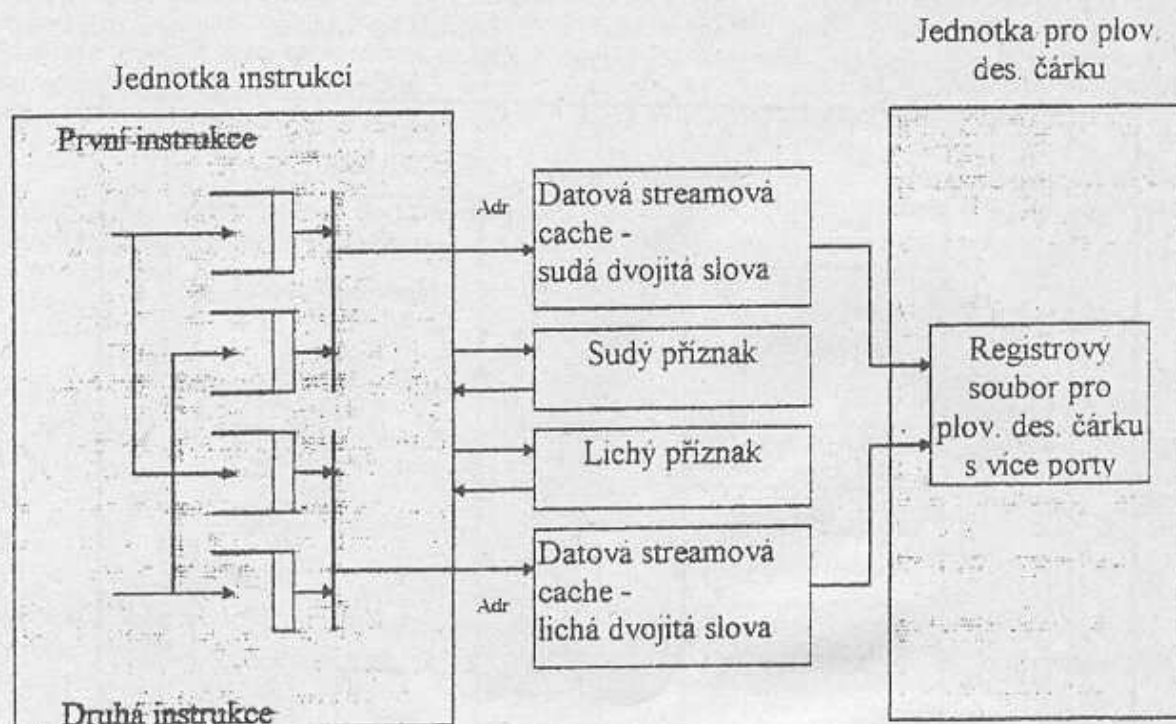 Jednotka pro plov.
des. čárku
Jednotka instrukcí
První instrukce
Adr
Datová streamová
cache -
sudá dvojitá slova
Sudý příznak
Lichý příznak
Registrový
soubor pro
plov. des. čárku
s více porty
Datová streamová
cache -
lichá dvojitá slova
Adr
Druhá instrukce